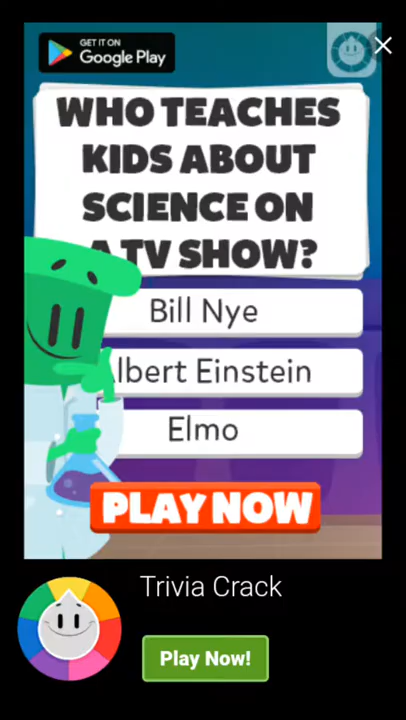 GET IT ON
Google Play
WHO TEACHES
KIDS ABOUT
SCIENCE ON
A TV SHOW?
Bill Nye
lbert Einstein
Elmo
PLAY NOW
Trivia Crack
Play Now!